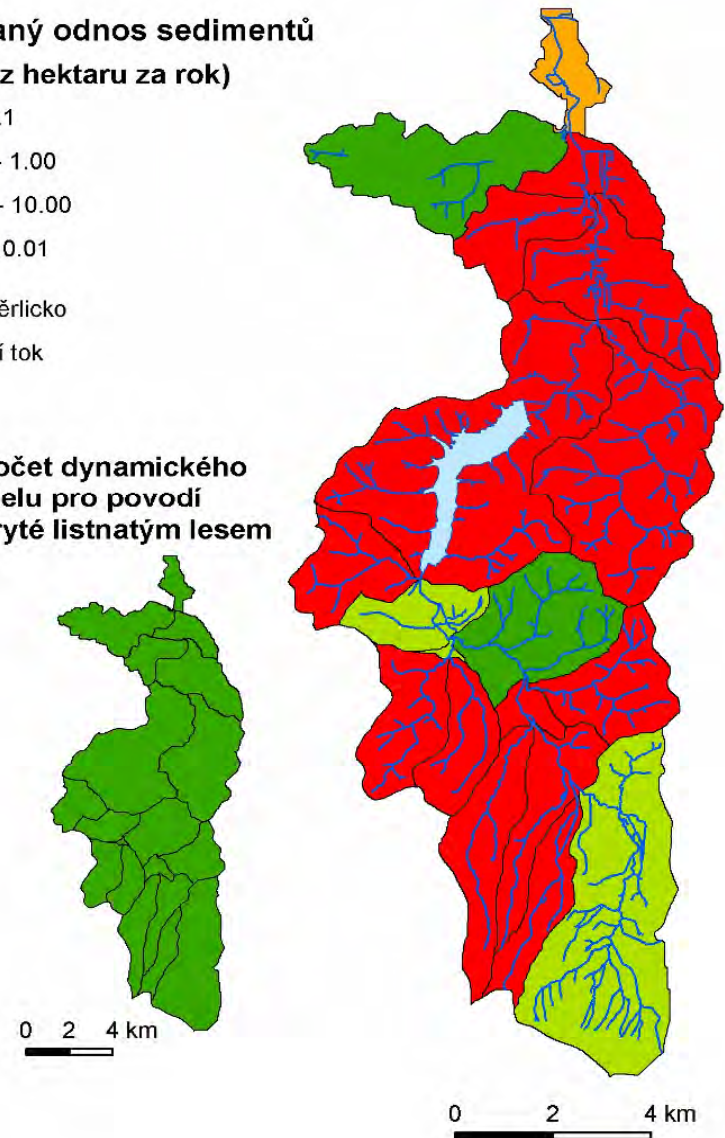 aný odnos sedimentů
z hektaru za rok)
1
- 1.00
- 10.00
0.01
ěrlicko
í tok
očet dynamického
elu pro povodí
ryté listnatým lesem
0 2 4 km
0 2 4 km